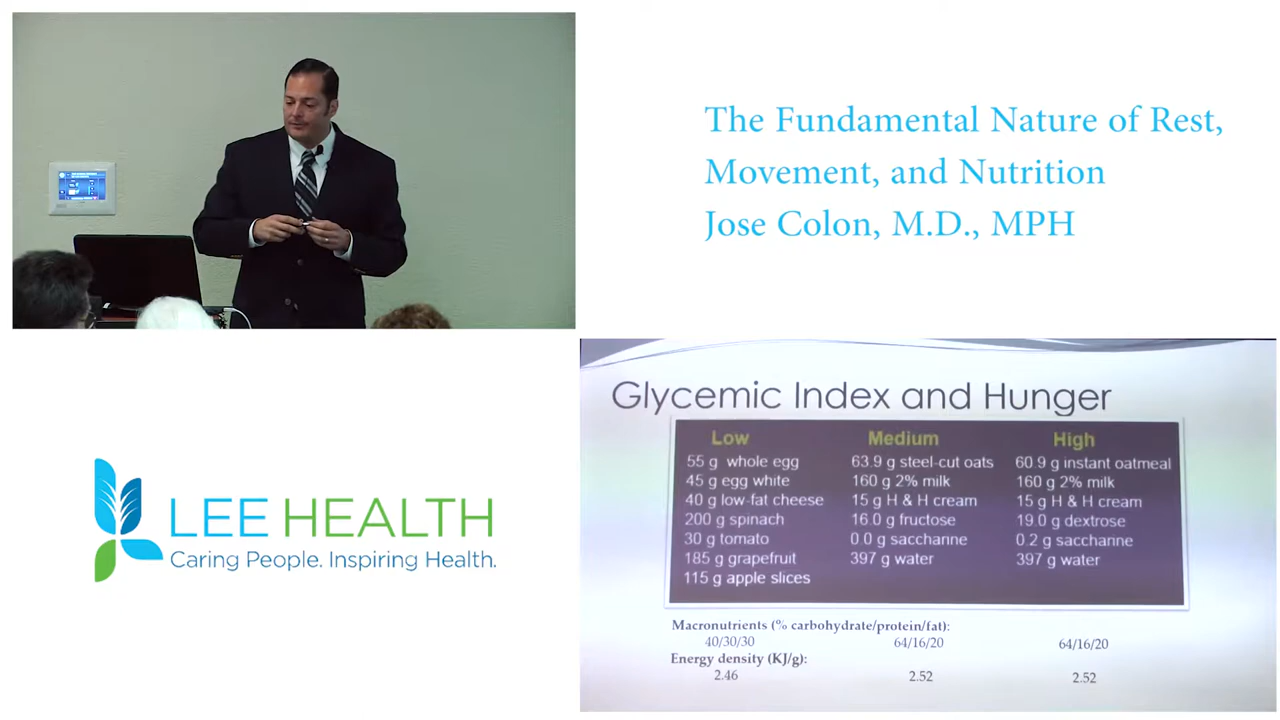 The Fundamental Nature of Rest,
Movement, and Nutrition
Jose Colon, M.D., MPH
LEE HEALTH
Caring People. Inspiring Health.
Glycemic Index and Hunger
Low
55 g whole egg
45 g egg white
40 g low-fat cheese
200 g spinach
30 g tomato
185 g grapefruit
115 g apple slices
Medium
63.9 g steel-cut oats
160 g 2% milk
15 g H & H cream
16.0 g fructose
0.0 g saccharine
397 g water
High
60.9 g instant oatmeal
160 g 2% milk
15 g H & H cream
19.0 g dextrose
0.2 g saccharine
397 g water
Macronutrients (% carbohydrate/protein/fat):
40/30/30 64/16/20 64/16/20
Energy density (KJ/g):
2.46 2.52 2.52